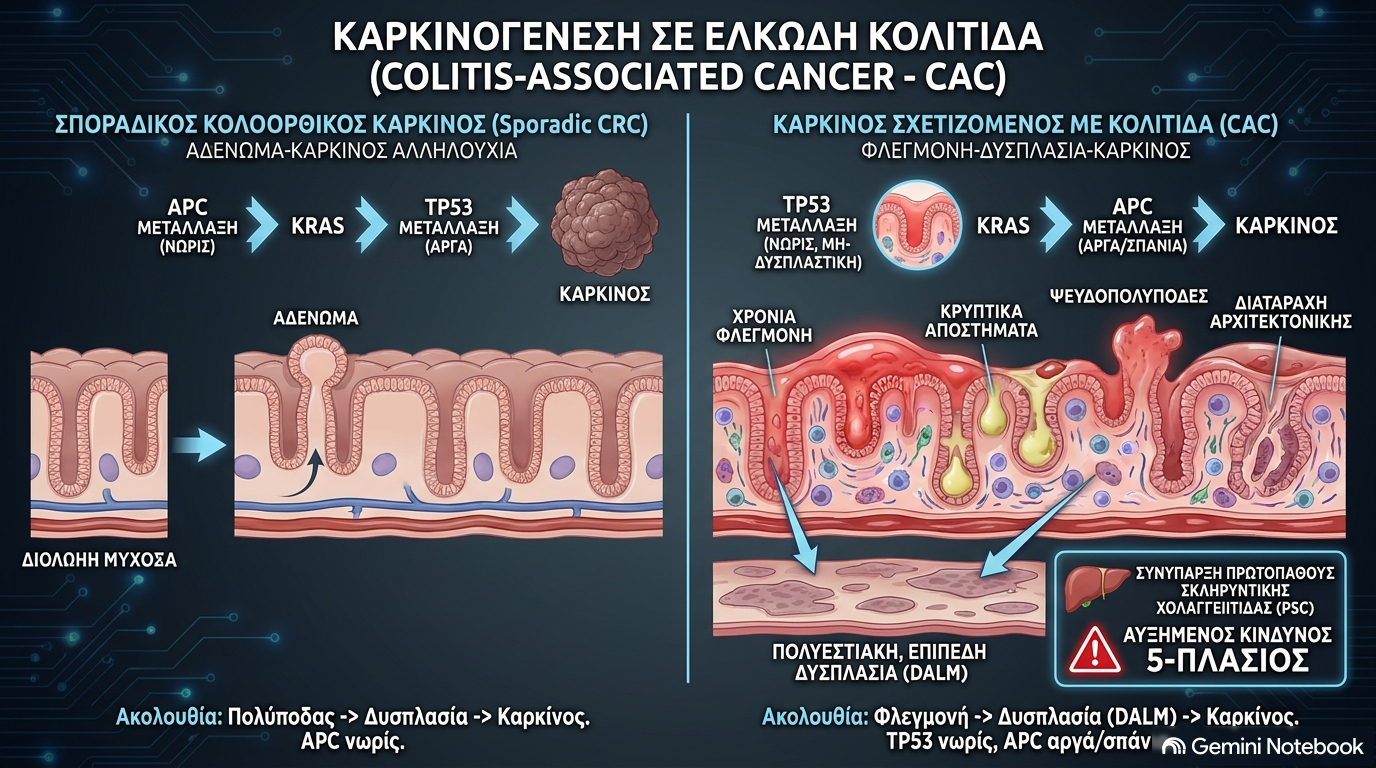 ΚΑΡΚΙΝΟΓΕΝΕΣΗ ΣΕ ΕΛΚΩΔΗ ΚΟΛΙΤΙΔΑ
(COLITIS-ASSOCIATED CANCER - CAC)
ΣΠΟΡΑΔΙΚΟΣ ΚΟΛΟΟΡΘΙΚΟΣ ΚΑΡΚΙΝΟΣ (Sporadic CRC)
ΑΔΕΝΩΜΑ-ΚΑΡΚΙΝΟΣ ΑΛΛΗΛΟΥΧΙΑ
APC
ΜΕΤΑΛΛΑΞΗ
(ΝΩΡΙΣ)
KRAS
TP53
ΜΕΤΑΛΛΑΞΗ
(ΑΡΓΑ)
ΚΑΡΚΙΝΟΣ
ΑΔΕΝΩΜΑ
ΔΙΟΛΩΗΗ ΜΥΧΟΣΑ
Ακολουθία: Πολύποδας -> Δυσπλασία -> Καρκίνος.
APC νωρίς.
ΚΑΡΚΙΝΟΣ ΣΧΕΤΙΖΟΜΕΝΟΣ ΜΕ ΚΟΛΙΤΙΔΑ (CAC)
ΦΛΕΓΜΟΝΗ-ΔΥΣΠΛΑΣΙΑ-ΚΑΡΚΙΝΟΣ
TP53
ΜΕΤΑΛΛΑΞΗ
(ΝΩΡΙΣ, ΜΗ-
ΔΥΣΠΛΑΣΤΙΚΗ)
KRAS
APC
ΜΕΤΑΛΛΑΞΗ
(ΑΡΓΑ/ΣΠΑΝΙΑ)
ΚΑΡΚΙΝΟΣ
ΧΡΟΝΙΑ
ΦΛΕΓΜΟΝΗ
ΚΡΥΠΤΙΚΑ
ΑΠΟΣΤΗΜΑΤΑ
ΨΕΥΔΟΠΟΛΥΠΟΔΕΣ
ΔΙΑΤΑΡΑΧΗ
ΑΡΧΙΤΕΚΤΟΝΙΚΗΣ
ΠΟΛΥΕΣΤΙΑΚΗ, ΕΠΙΠΕΔΗ
ΔΥΣΠΛΑΣΙΑ (DALM)
ΣΥΝΥΠΑΡΞΗ ΠΡΩΤΟΠΑΘΟΥΣ
ΣΚΛΗΡΥΝΤΙΚΗΣ
ΧΟΛΑΓΓΕΙΙΤΙΔΑΣ (PSC)
ΑΥΞΗΜΕΝΟΣ ΚΙΝΔΥΝΟΣ
5-ΠΛΑΣΙΟΣ
Ακολουθία: Φλεγμονή -> Δυσπλασία (DALM) -> Καρκίνος.
TP53 νωρίς, APC αργά/σπάν
Gemini Notebook